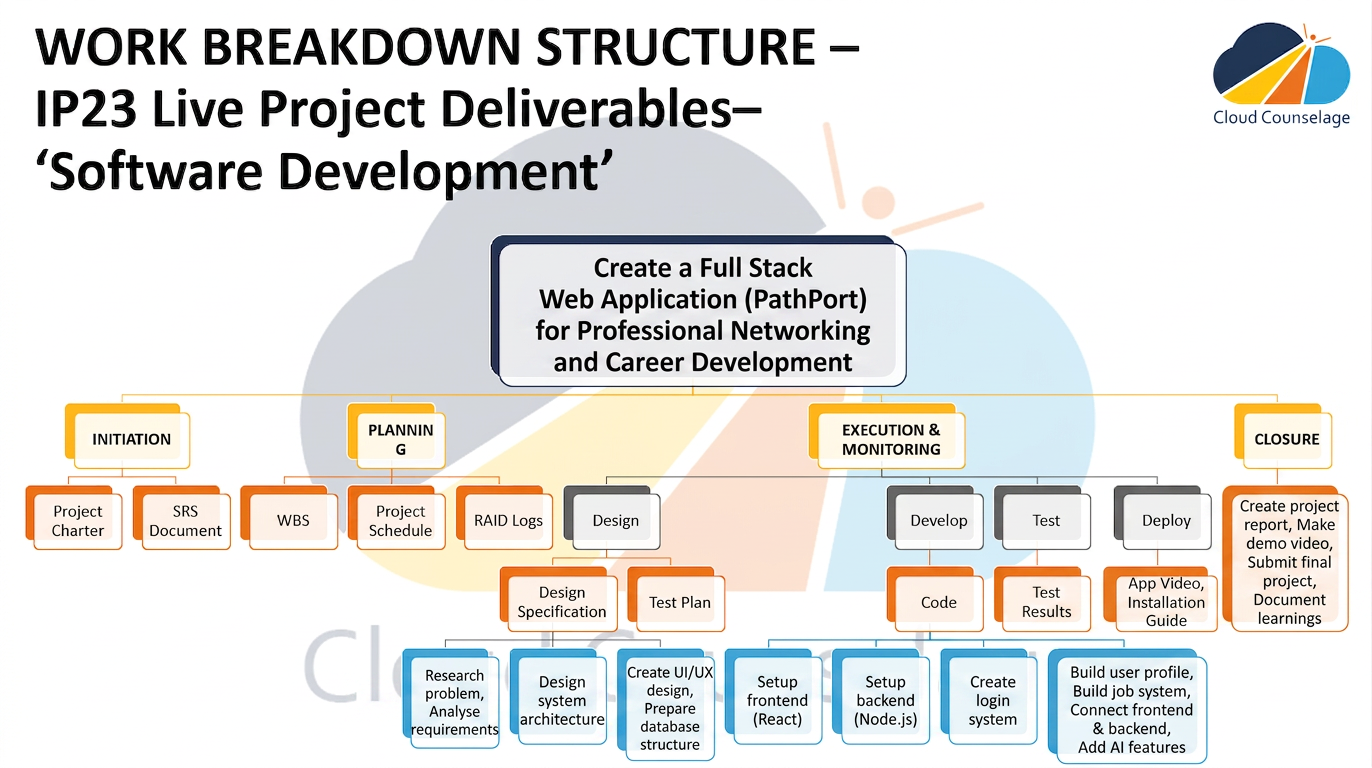 WORK BREAKDOWN STRUCTURE –
IP23 Live Project Deliverables–
‘Software Development’
Cloud Counselage
Create a Full Stack
Web Application (PathPort)
for Professional Networking
and Career Development
INITIATION
PLANNIN
G
EXECUTION &
MONITORING
CLOSURE
Project
Charter
SRS
Document
WBS
Project
Schedule
RAID Logs
Design
Develop
Test
Deploy
Create project
report, Make
demo video,
Submit final
project,
Document
learnings
Design
Specification
Test Plan
Code
Test
Results
App Video,
Installation
Guide
Research
problem,
Analyse
requirements
Design
system
architecture
Create UI/UX
design,
Prepare
database
structure
Setup
frontend
(React)
Setup
backend
(Node.js)
Create
login
system
Build user profile,
Build job system,
Connect frontend
& backend,
Add AI features